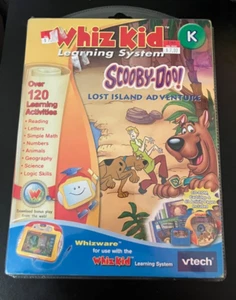 Whiz Kid
Learning System
K
SCOOBY-DOO!
LOST ISLAND ADVENTURE
Over
120
Learning
Activities
• Reading
• Letters
• Simple Math
• Numbers
• Animals
• Geography
• Science
• Logic Skills
Whizware
for use with the
Whiz Kid Learning System
vtech